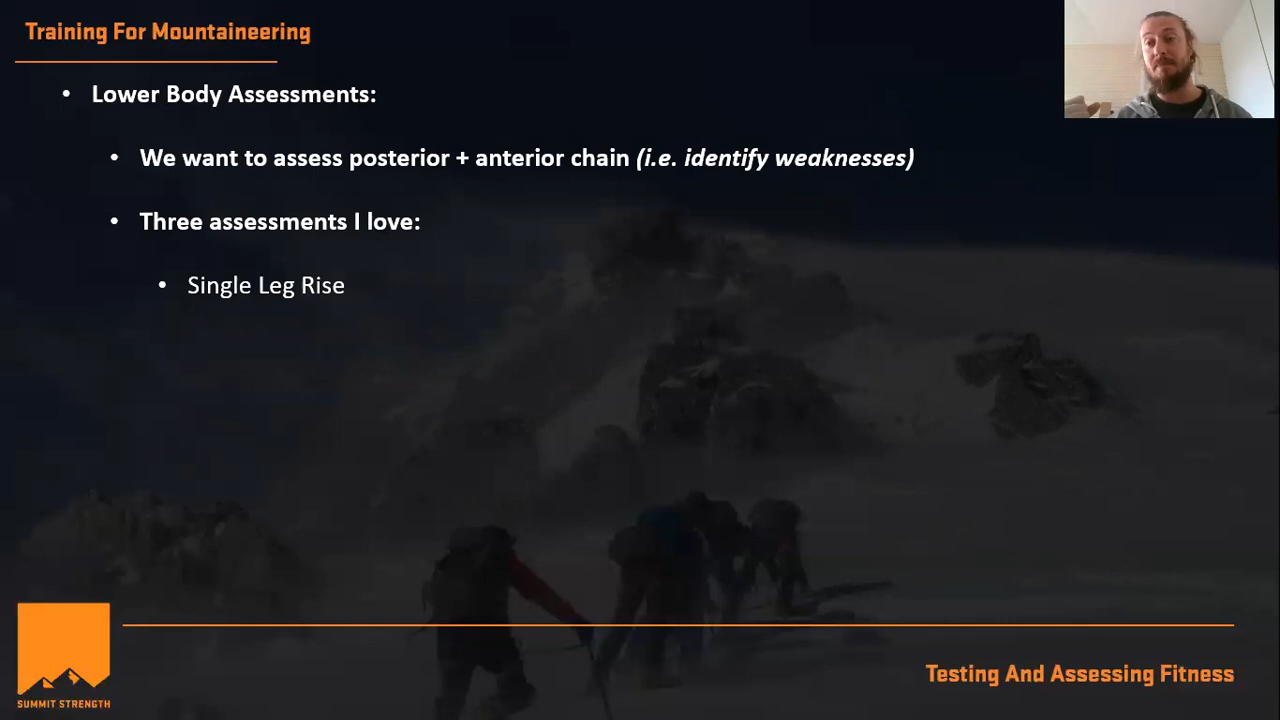 Training For Mountaineering
• Lower Body Assessments:
• We want to assess posterior + anterior chain (i.e. identify weaknesses)
• Three assessments I love:
• Single Leg Rise
SUMMIT STRENGTH
Testing And Assessing Fitness